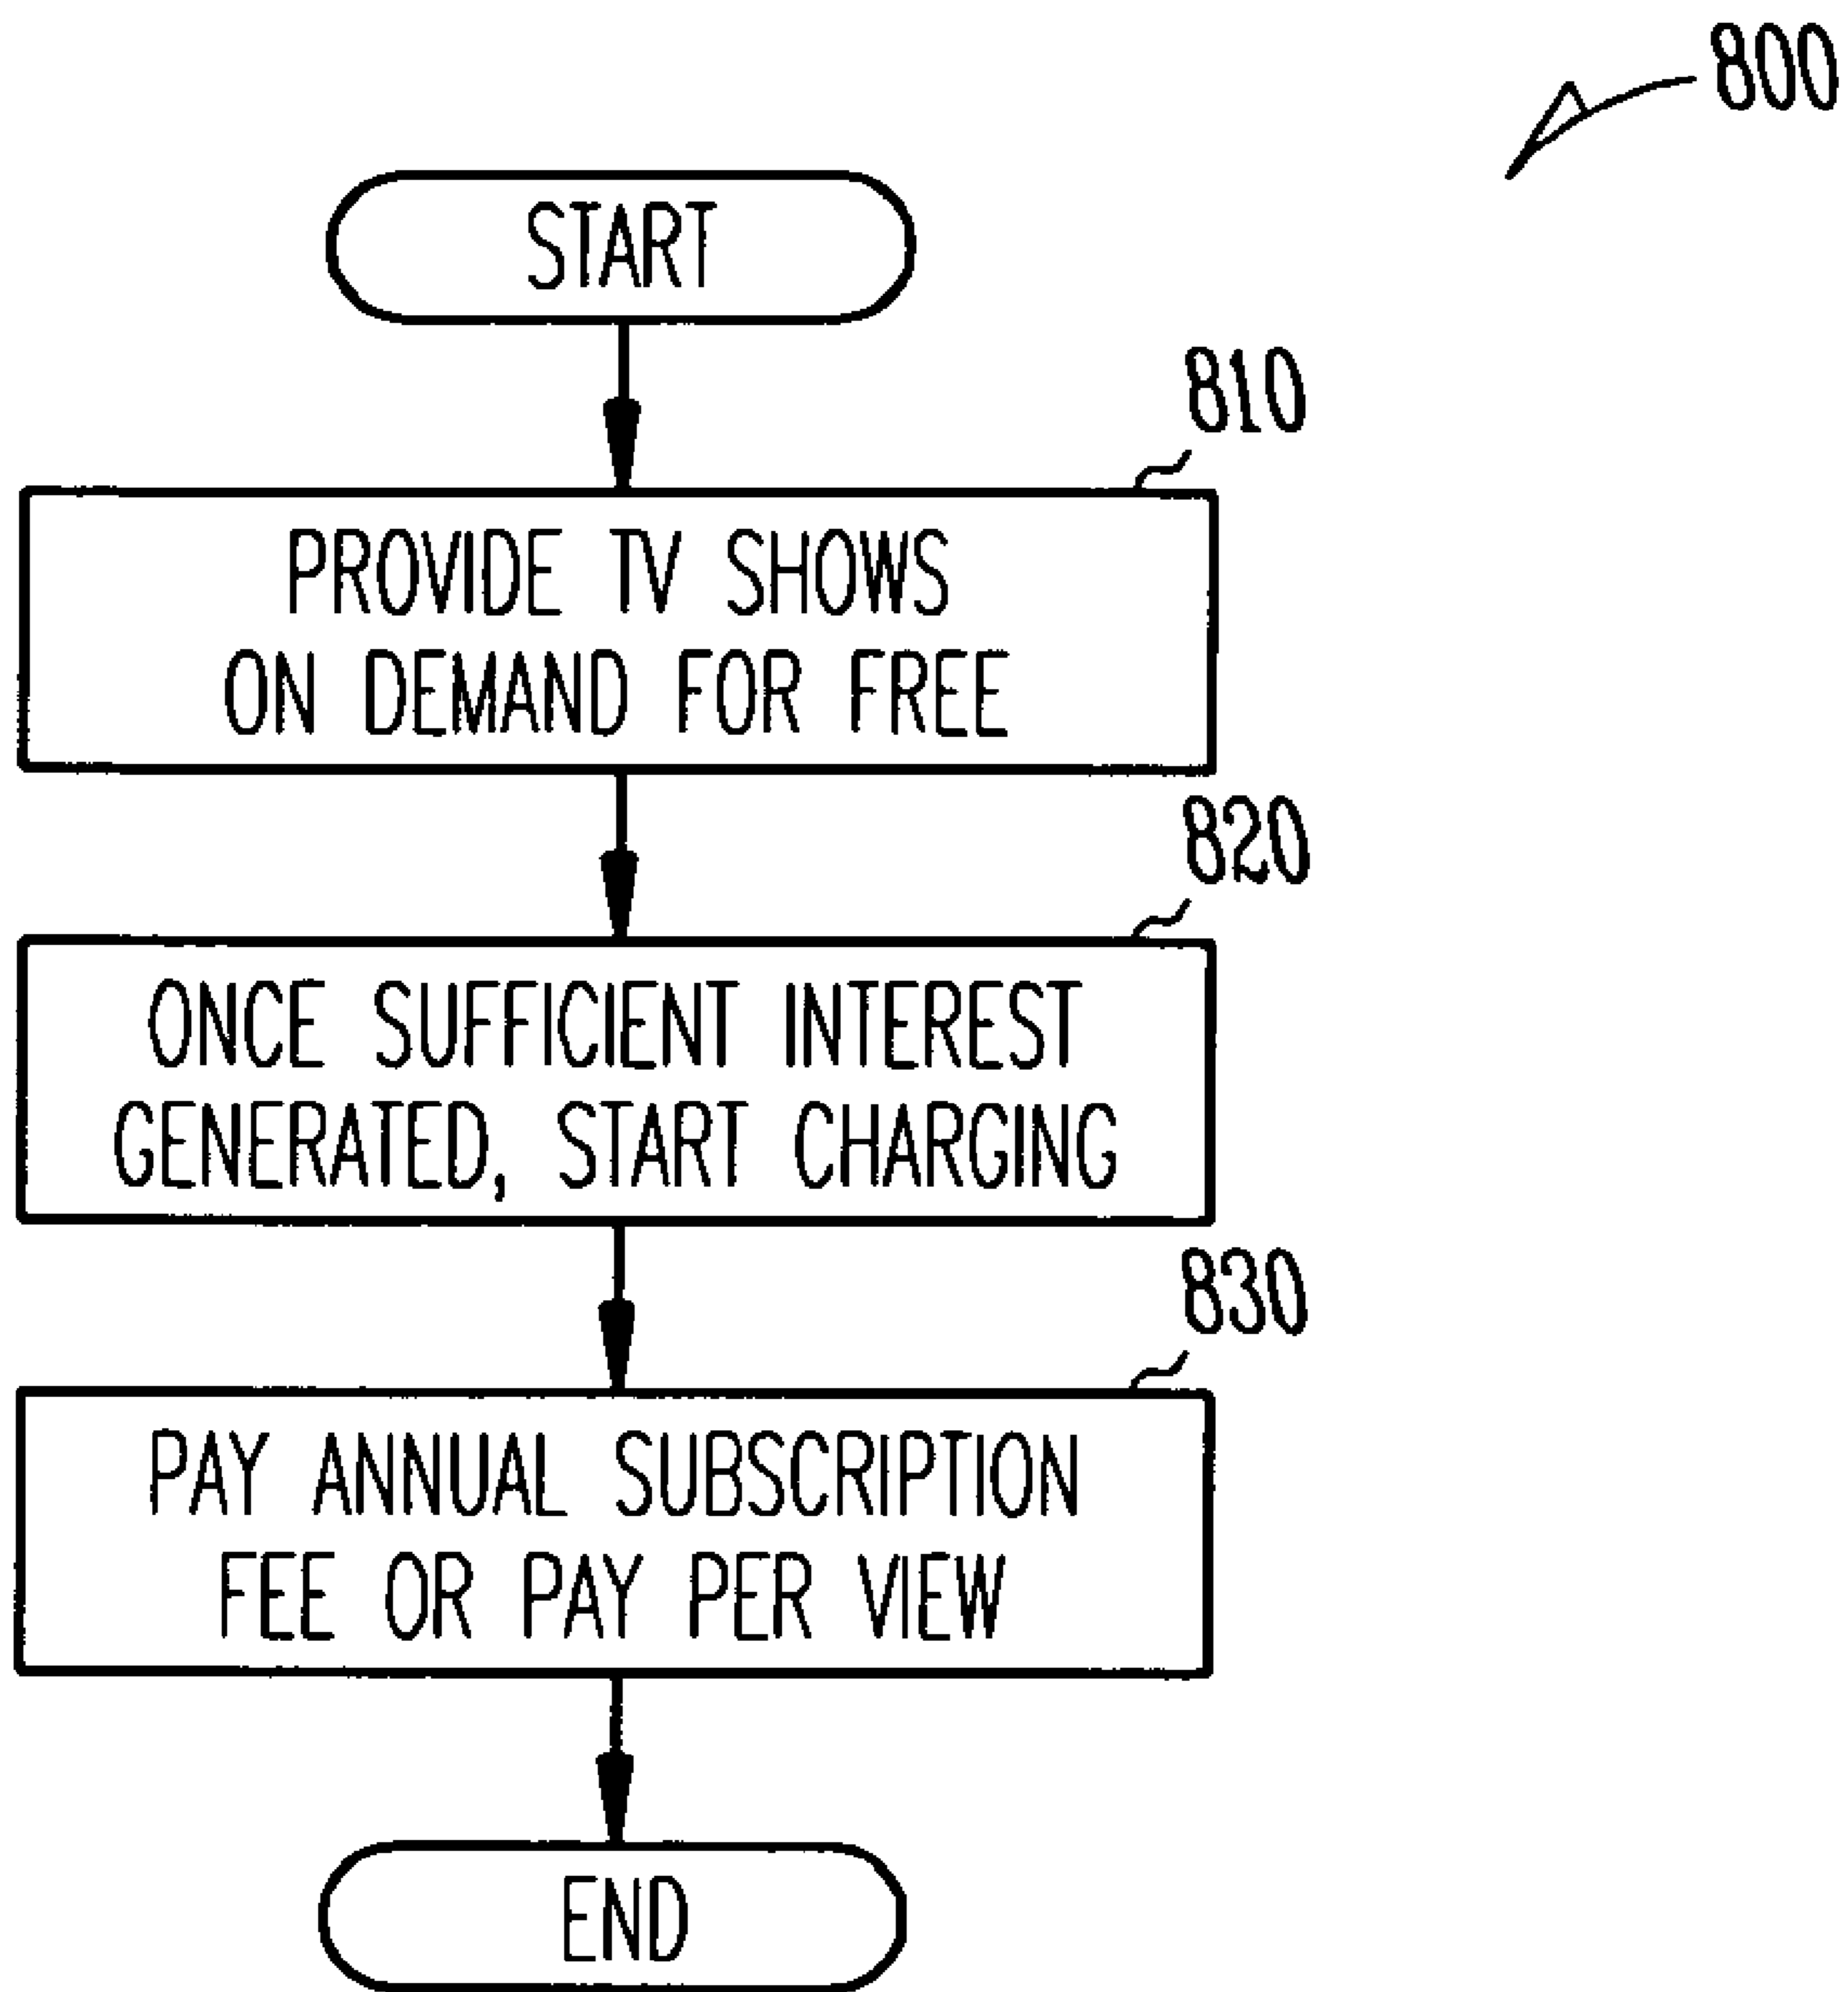 800
START
810
PROVIDE TV SHOWS
ON DEMAND FOR FREE
820
ONCE SUFFICIENT INTEREST
GENERATED, START CHARGING
830
PAY ANNUAL SUBSCRIPTION
FEE OR PAY PER VIEW
END